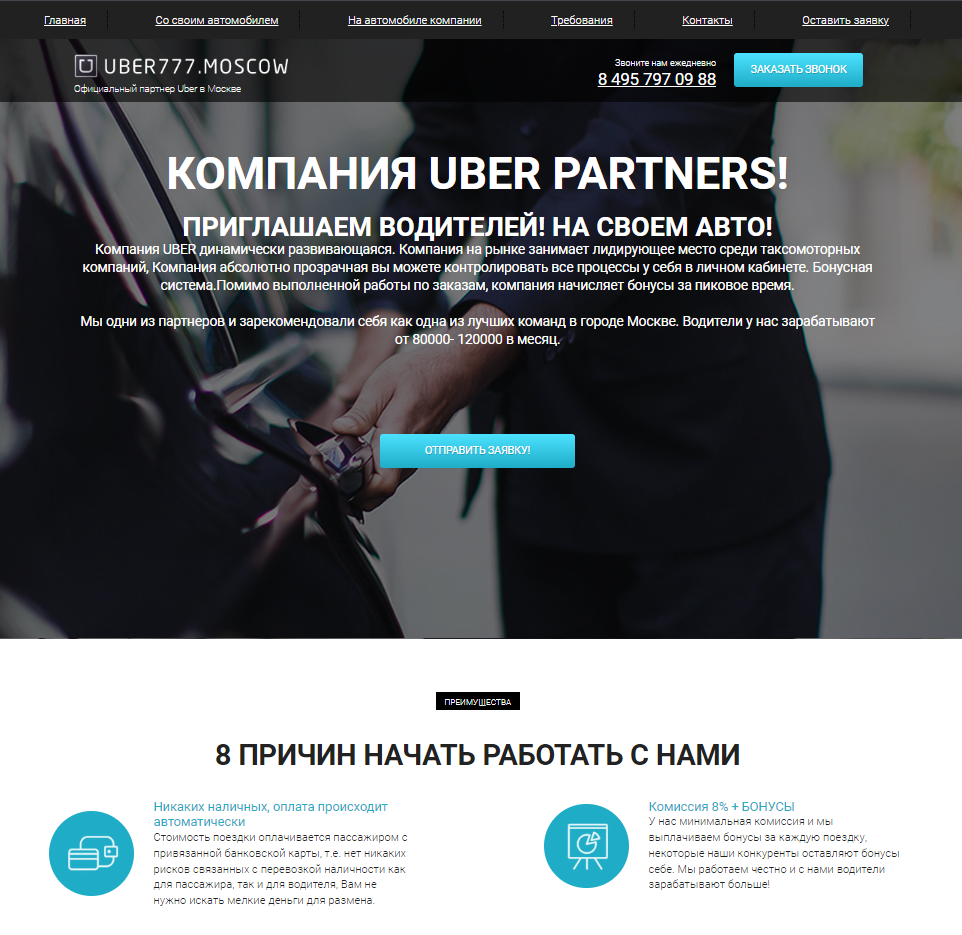 Главная Со своим автомобилем На автомобиле компании Требования Контакты Оставить заявку
UBER777.MOSCOW
Официальный партнер Uber в Москве
Звоните нам ежедневно
8 495 797 09 88
ЗАКАЗАТЬ ЗВОНОК
КОМПАНИЯ UBER PARTNERS!
ПРИГЛАШАЕМ ВОДИТЕЛЕЙ! НА СВОЕМ АВТО!
Компания UBER динамически развивающаяся. Компания на рынке занимает лидирующее место среди таксомоторных
компаний, Компания абсолютно прозрачная вы можете контролировать все процессы у себя в личном кабинете. Бонусная
система.Помимо выполненной работы по заказам, компания начисляет бонусы за пиковое время.
Мы одни из партнеров и зарекомендовали себя как одна из лучших команд в городе Москве. Водители у нас зарабатывают
от 80000- 120000 в месяц.
ОТПРАВИТЬ ЗАЯВКУ!
ПРЕИМУЩЕСТВА
8 ПРИЧИН НАЧАТЬ РАБОТАТЬ С НАМИ
Никаких наличных, оплата происходит
автоматически
Стоимость поездки оплачивается пассажиром с
привязанной банковской карты, т.е. нет никаких
рисков связанных с перевозкой наличности как
для пассажира, так и для водителя, Вам не
нужно искать мелкие деньги для размена.
Комиссия 8% + БОНУСЫ
У нас минимальная комиссия и мы
выплачиваем бонусы за каждую поездку,
некоторые наши конкуренты оставляют бонусы
себе. Мы работаем честно и с нами водители
зарабатывают больше!